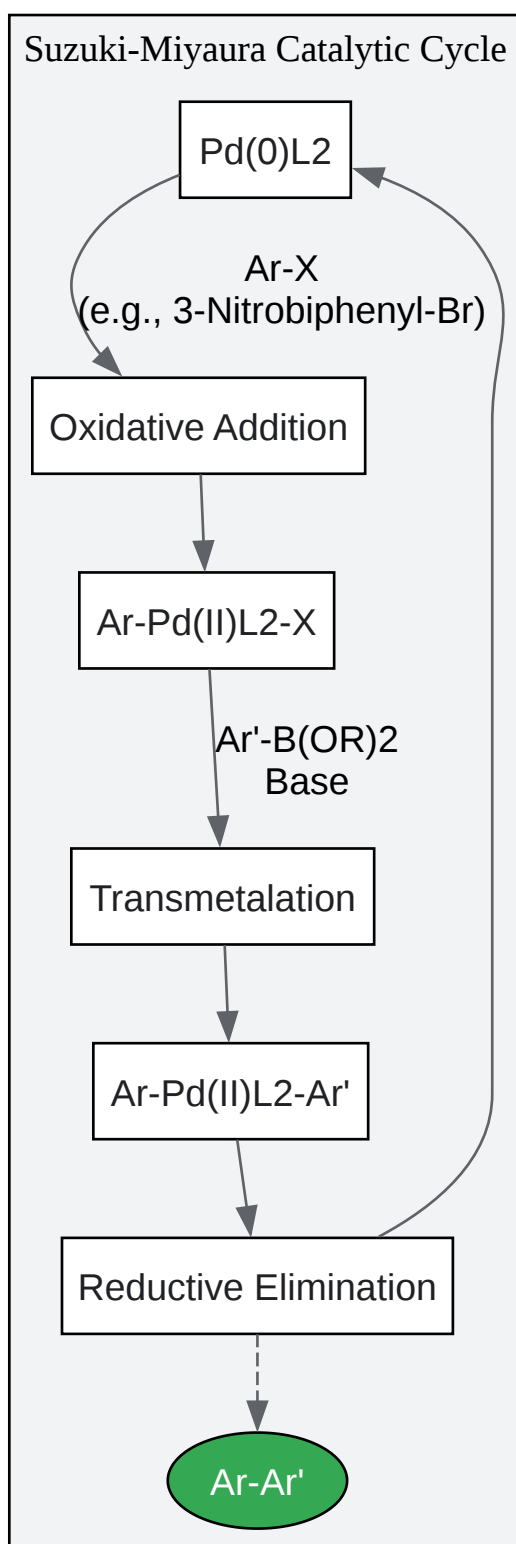 Suzuki-Miyaura Catalytic Cycle
Pd(0)L2
Ar-X
(e.g., 3-Nitrobiphenyl-Br)
Oxidative Addition
Ar-Pd(II)L2-X
Ar'-B(OR)2
Base
Transmetalation
Ar-Pd(II)L2-Ar'
Reductive Elimination
Ar-Ar'